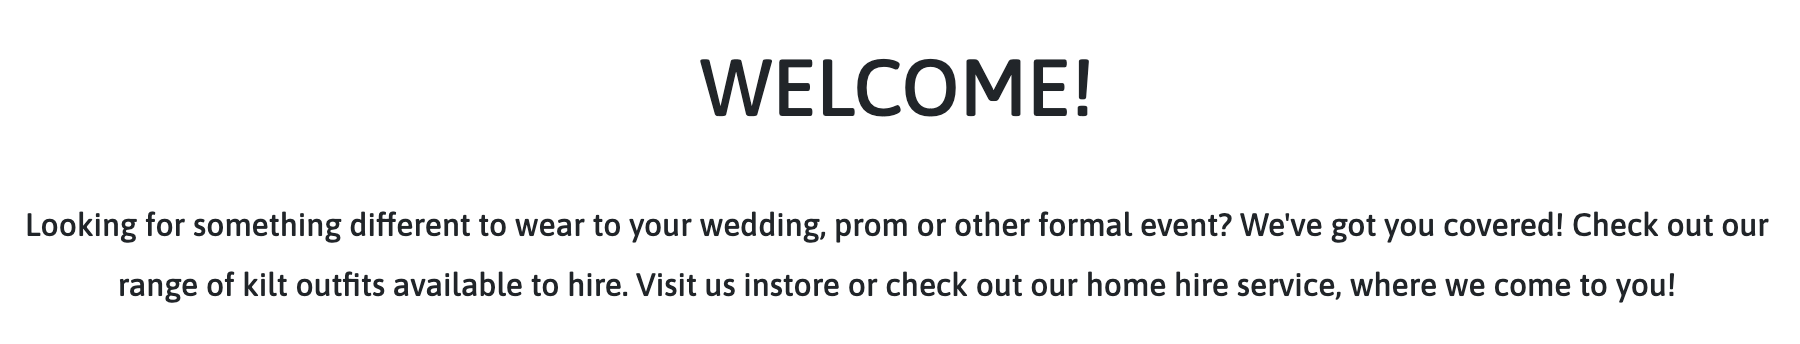 WELCOME!
Looking for something different to wear to your wedding, prom or other formal event? We've got you covered! Check out our
range of kilt outfits available to hire. Visit us instore or check out our home hire service, where we come to you!